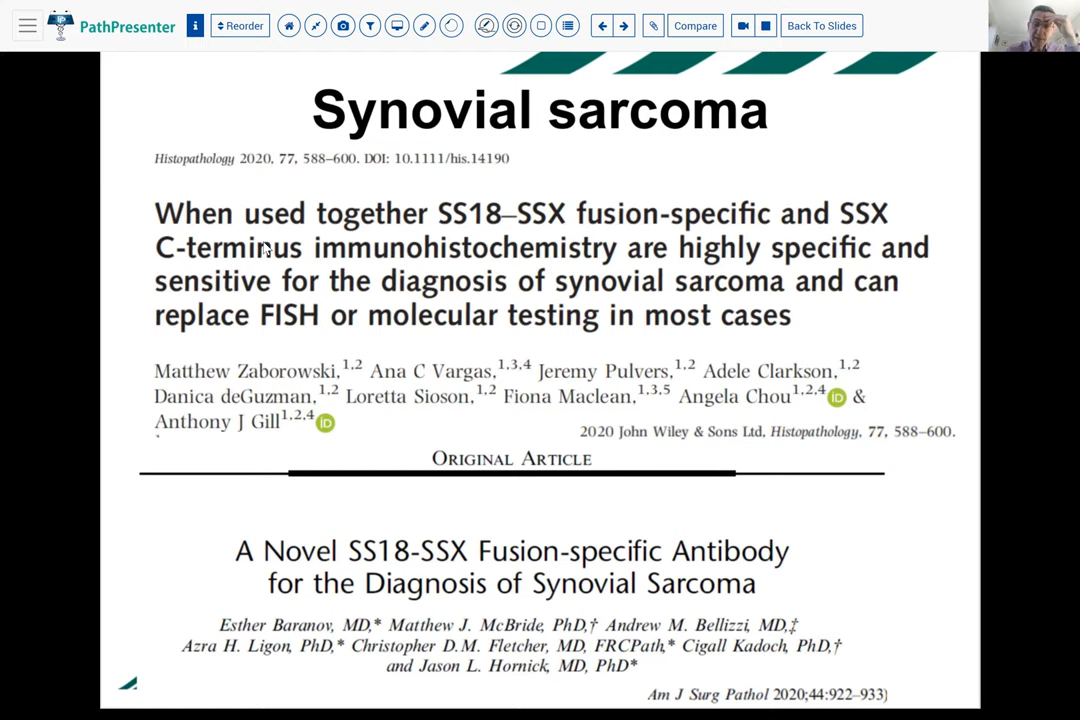 PathPresenter
i
Reorder
Compare
Back To Slides
Synovial sarcoma
Histopathology 2020, 77, 588–600. DOI: 10.1111/his.14190
When used together SS18–SSX fusion-specific and SSX
C-terminus immunohistochemistry are highly specific and
sensitive for the diagnosis of synovial sarcoma and can
replace FISH or molecular testing in most cases
Matthew Zaborowski,1,2 Ana C Vargas,1,3,4 Jeremy Pulvers,1,2 Adele Clarkson,1,2
Danica deGuzman,1,2 Loretta Sioson,1,2 Fiona Maclean,1,3,5 Angela Chou1,2,4 iD &
Anthony J Gill1,2,4 iD
2020 John Wiley & Sons Ltd, Histopathology, 77, 588–600.
ORIGINAL ARTICLE
A Novel SS18-SSX Fusion-specific Antibody
for the Diagnosis of Synovial Sarcoma
Esther Baranov, MD,* Matthew J. McBride, PhD,† Andrew M. Bellizzi, MD,‡
Azra H. Ligon, PhD,* Christopher D.M. Fletcher, MD, FRCPath,* Cigall Kadoch, PhD,†
and Jason L. Hornick, MD, PhD*
Am J Surg Pathol 2020;44:922–933)